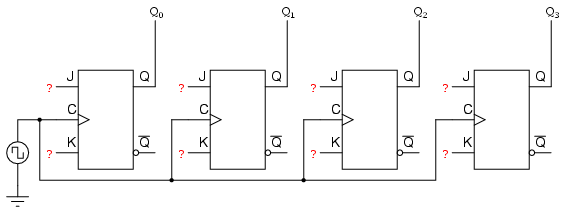 Q0 Q1 Q2 Q3
J Q J Q J Q J Q
? ? ? ?
C C C C
K Q̅ K Q̅ K Q̅ K Q̅
? ? ? ?